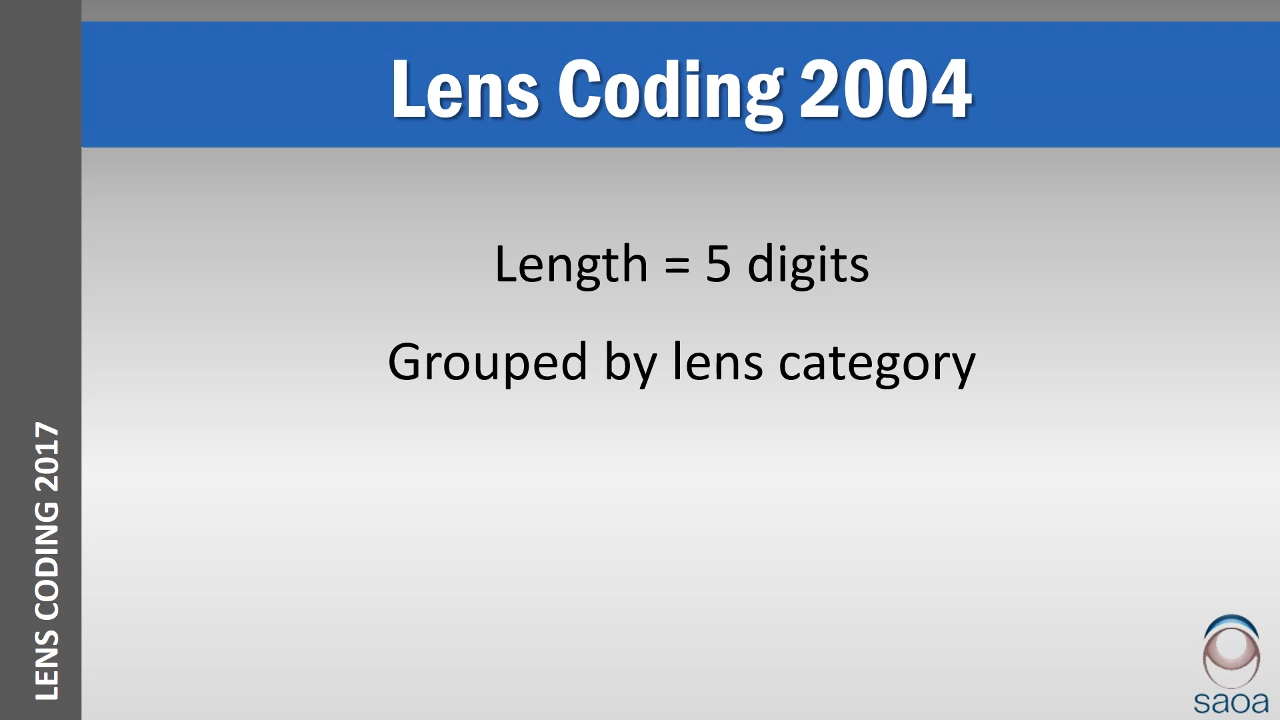 Lens Coding 2004
Length = 5 digits
Grouped by lens category
LENS CODING 2017
saoa